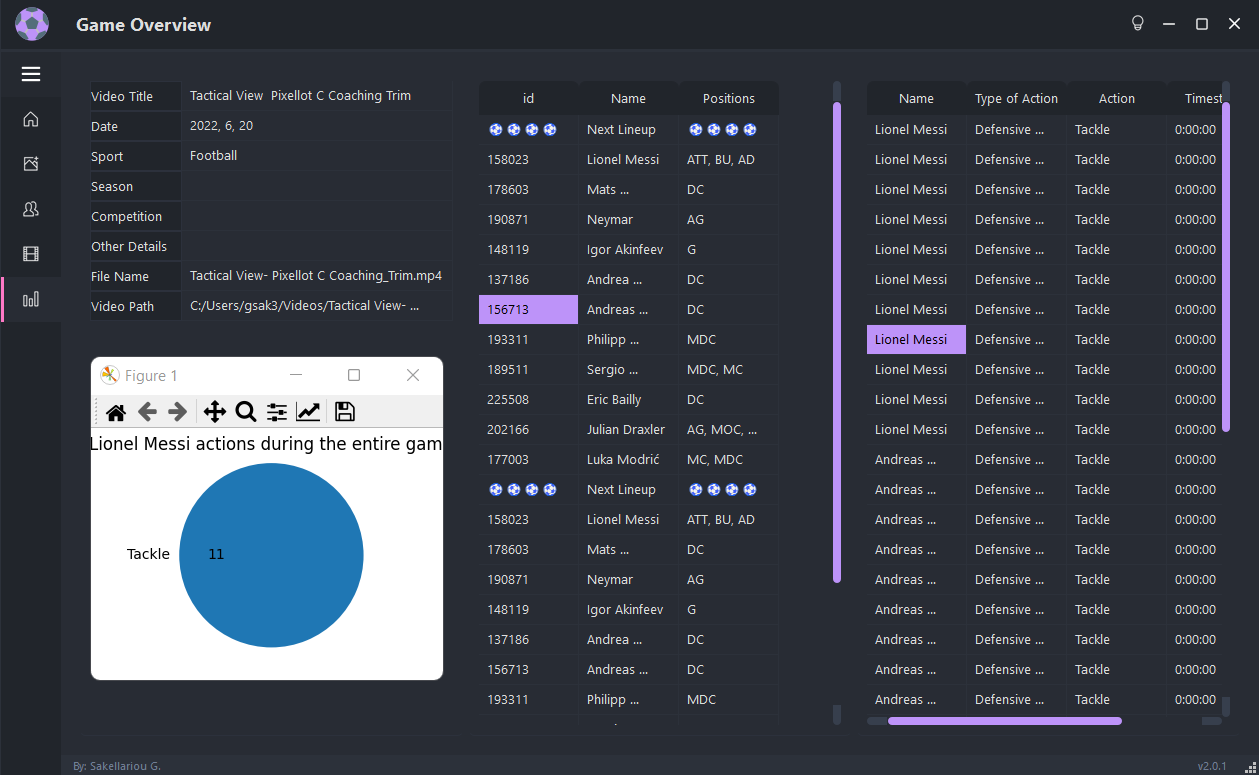 Game Overview
Video Title Tactical View  Pixellot C Coaching Trim
Date 2022, 6, 20
Sport Football
Season
Competition
Other Details
File Name Tactical View- Pixellot C Coaching_Trim.mp4
Video Path C:/Users/gsak3/Videos/Tactical View- ...
Figure 1
Lionel Messi actions during the entire gam
Tackle 11
id Name Positions
Next Lineup
158023 Lionel Messi ATT, BU, AD
178603 Mats ... DC
190871 Neymar AG
148119 Igor Akinfeev G
137186 Andrea ... DC
156713 Andreas ... DC
193311 Philipp ... MDC
189511 Sergio ... MDC, MC
225508 Eric Bailly DC
202166 Julian Draxler AG, MOC, ...
177003 Luka Modrić MC, MDC
Next Lineup
158023 Lionel Messi ATT, BU, AD
178603 Mats ... DC
190871 Neymar AG
148119 Igor Akinfeev G
137186 Andrea ... DC
156713 Andreas ... DC
193311 Philipp ... MDC
Name Type of Action Action Timest
Lionel Messi Defensive ... Tackle 0:00:00
Lionel Messi Defensive ... Tackle 0:00:00
Lionel Messi Defensive ... Tackle 0:00:00
Lionel Messi Defensive ... Tackle 0:00:00
Lionel Messi Defensive ... Tackle 0:00:00
Lionel Messi Defensive ... Tackle 0:00:00
Lionel Messi Defensive ... Tackle 0:00:00
Lionel Messi Defensive ... Tackle 0:00:00
Lionel Messi Defensive ... Tackle 0:00:00
Lionel Messi Defensive ... Tackle 0:00:00
Lionel Messi Defensive ... Tackle 0:00:00
Andreas ... Defensive ... Tackle 0:00:00
Andreas ... Defensive ... Tackle 0:00:00
Andreas ... Defensive ... Tackle 0:00:00
Andreas ... Defensive ... Tackle 0:00:00
Andreas ... Defensive ... Tackle 0:00:00
Andreas ... Defensive ... Tackle 0:00:00
Andreas ... Defensive ... Tackle 0:00:00
Andreas ... Defensive ... Tackle 0:00:00
Andreas ... Defensive ... Tackle 0:00:00
By: Sakellariou G.
v2.0.1